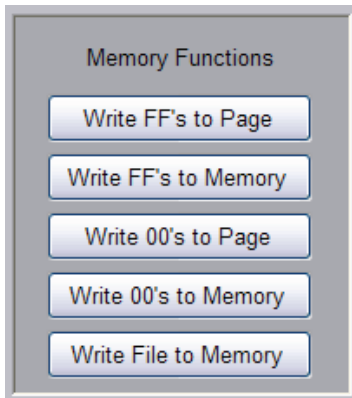 Memory Functions
Write FF's to Page
Write FF's to Memory
Write 00's to Page
Write 00's to Memory
Write File to Memory